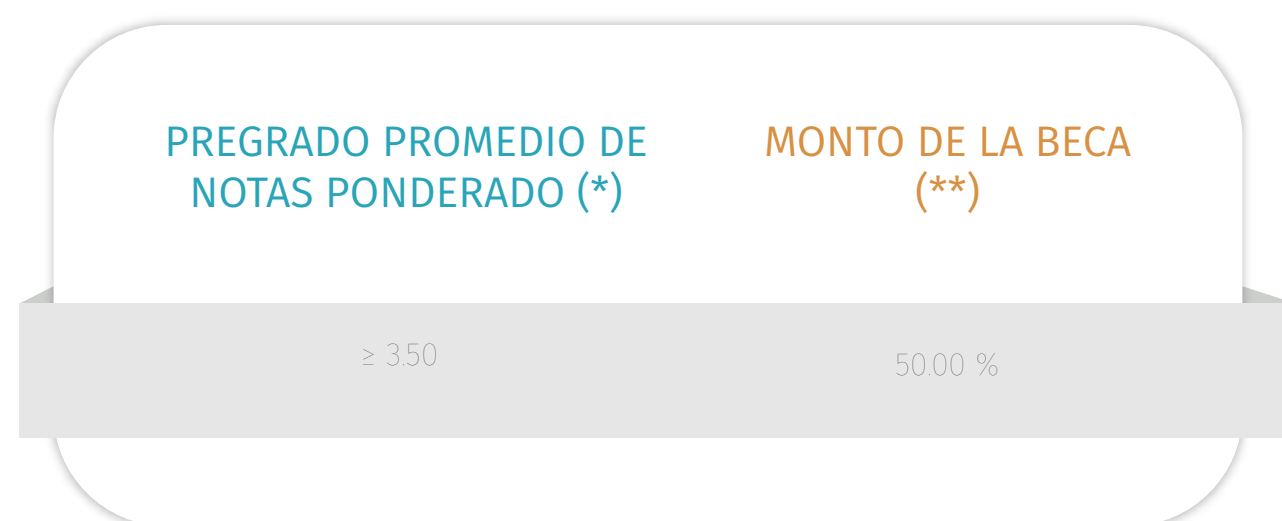 PREGRADO PROMEDIO DE
NOTAS PONDERADO (*)
MONTO DE LA BECA
(**)
≥ 3.50
50.00 %